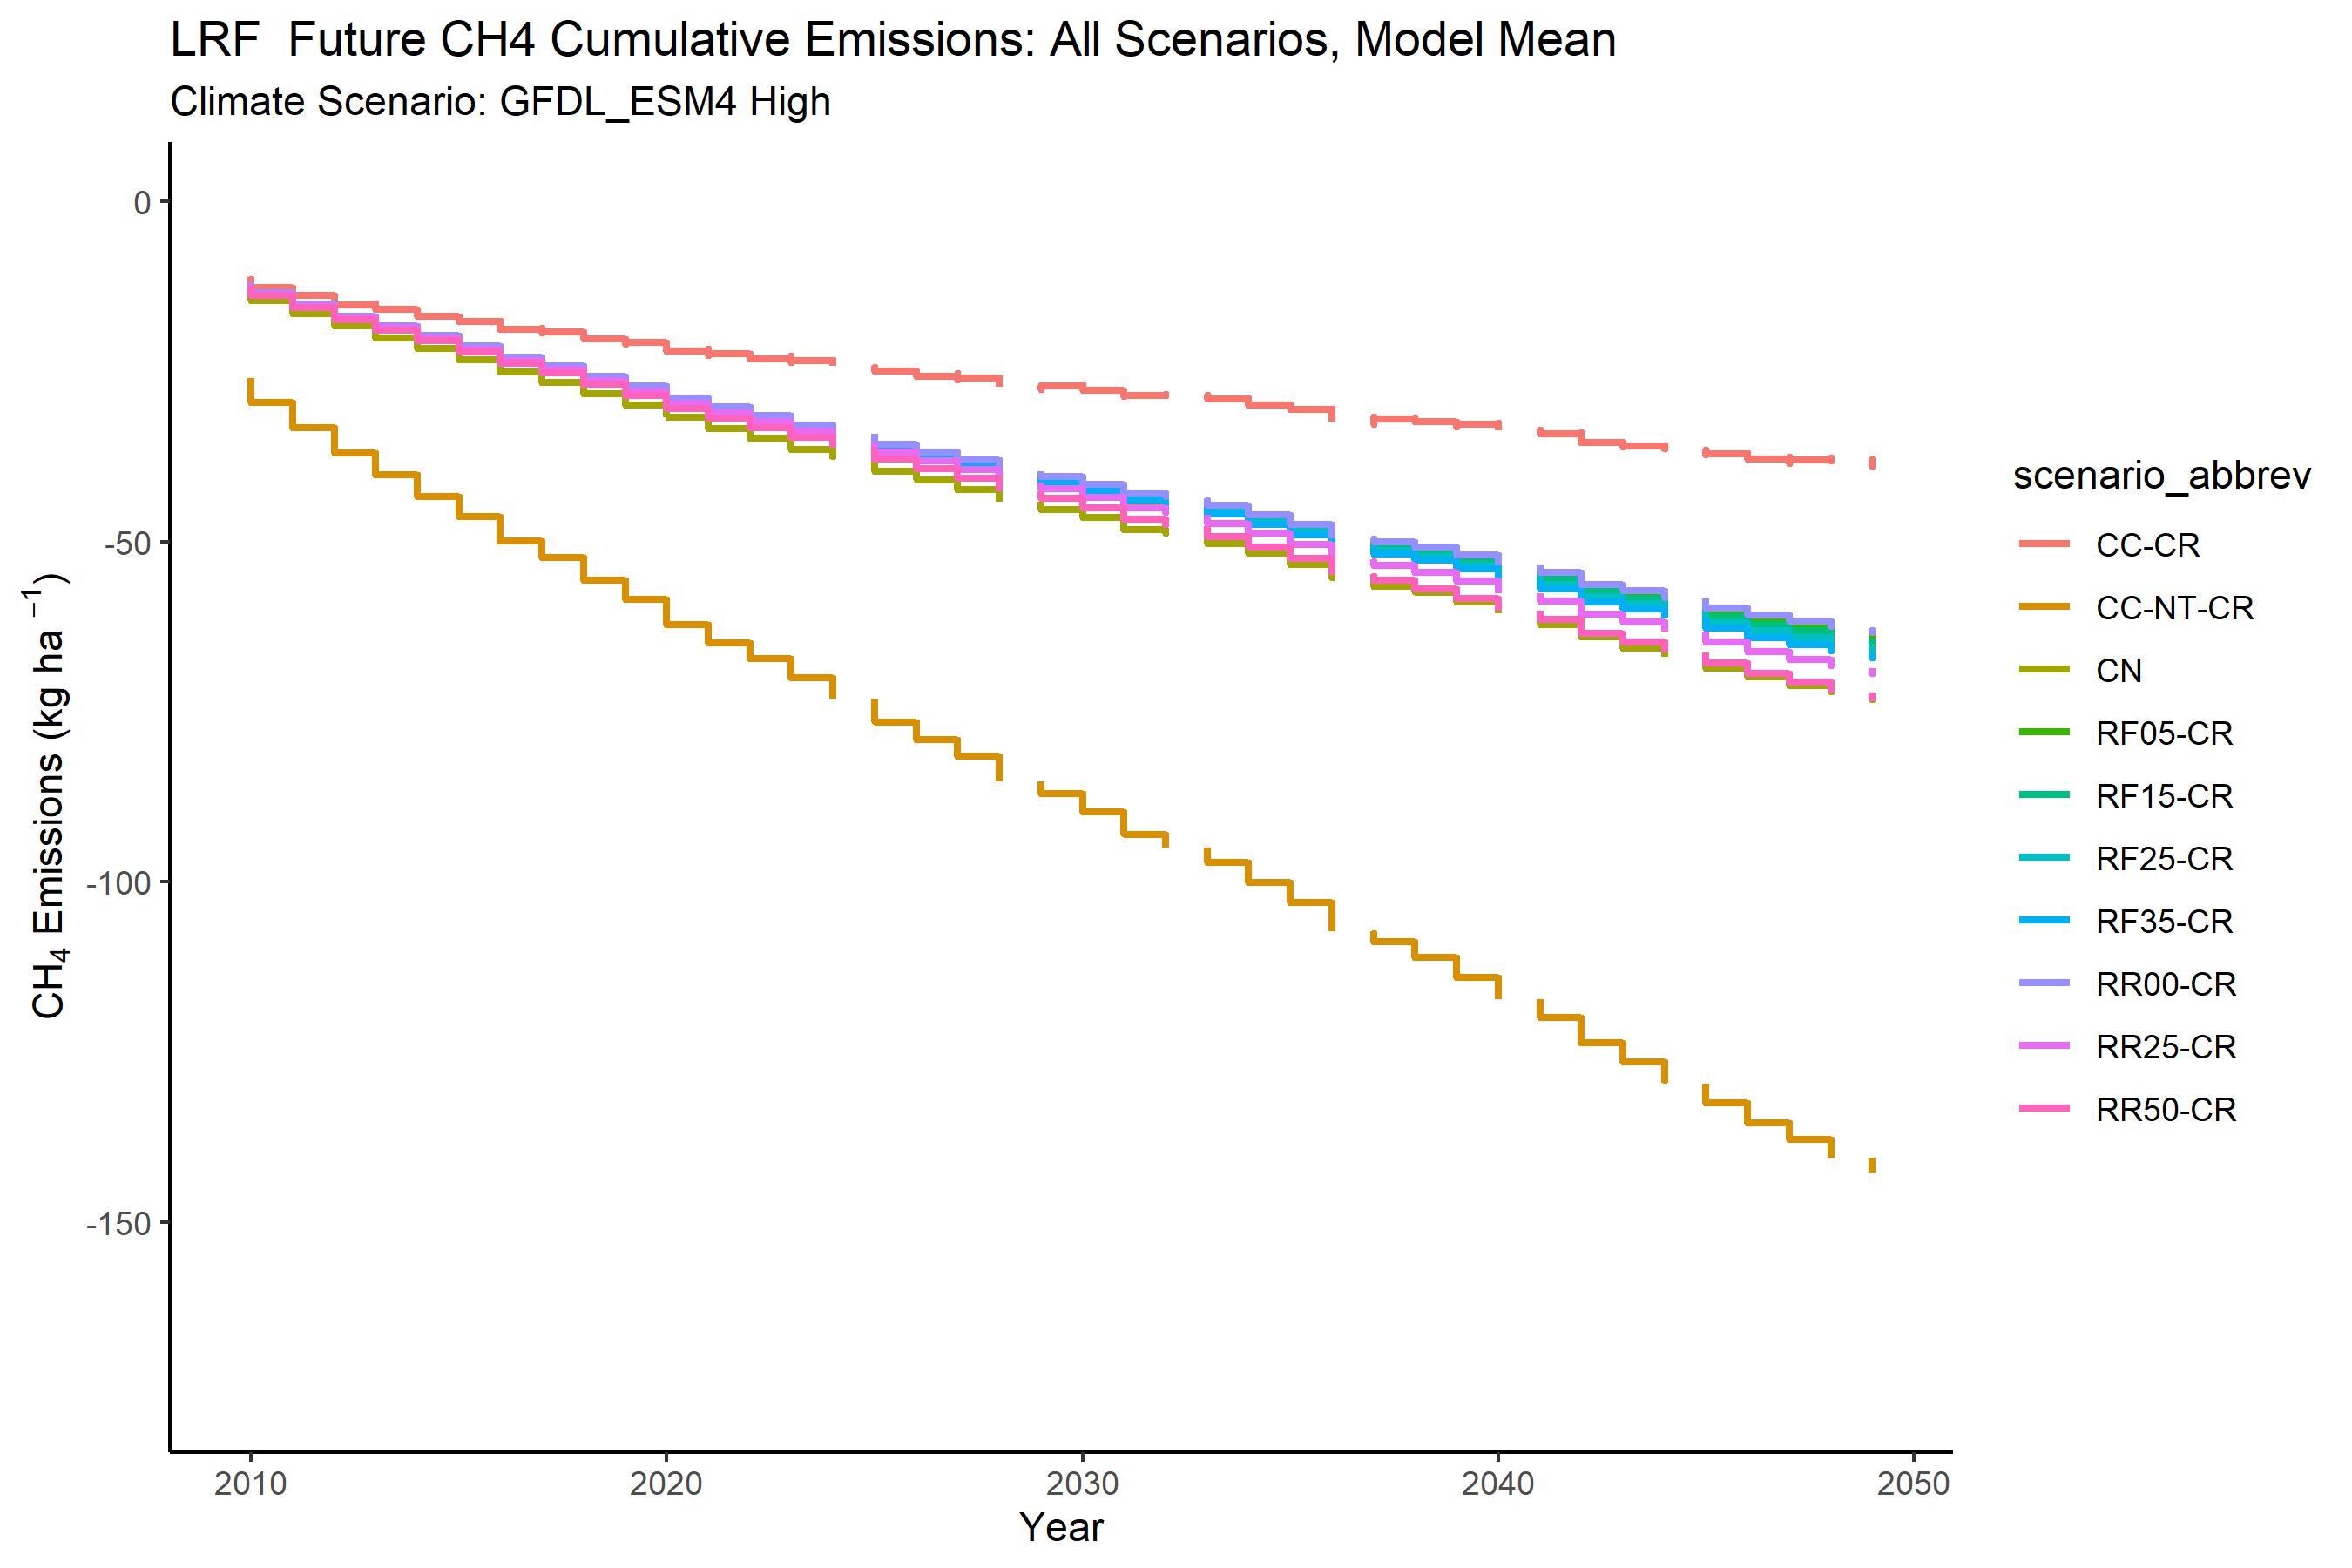 LRF  Future CH4 Cumulative Emissions: All Scenarios, Model Mean
Climate Scenario: GFDL_ESM4 High
CH₄ Emissions (kg ha ⁻¹)
0
-50
-100
-150
2010
2020
2030
2040
2050
Year
scenario_abbrev
CC-CR
CC-NT-CR
CN
RF05-CR
RF15-CR
RF25-CR
RF35-CR
RR00-CR
RR25-CR
RR50-CR